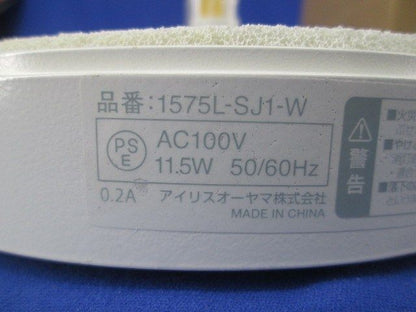 品番:1575L-SJ1-W
PS
E
AC100V
11.5W 50/60Hz
0.2A
アイリスオーヤマ株式会社
MADE IN CHINA
警告